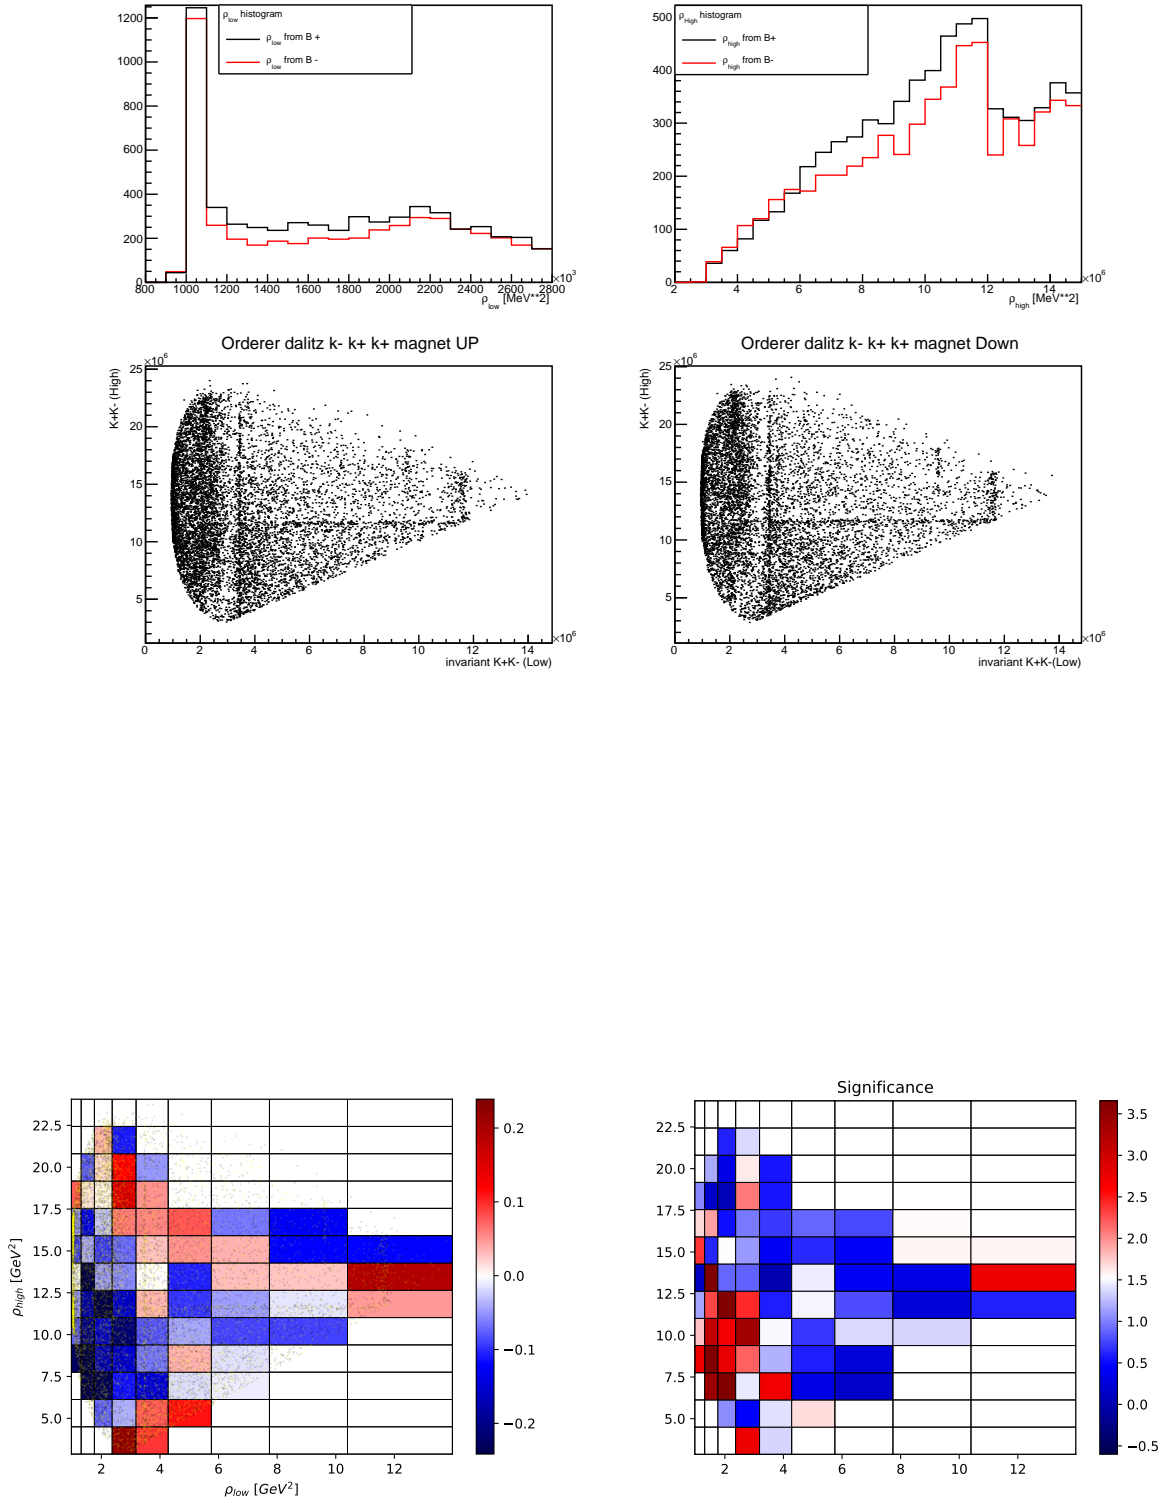 ρlow histogram
ρlow from B +
ρlow from B -
1200
1000
800
600
400
200
0
800 1000 1200 1400 1600 1800 2000 2200 2400 2600 2800
×10³
ρlow [MeV**2]
ρHigh histogram
ρhigh from B+
ρhigh from B-
500
400
300
200
100
0
2 4 6 8 10 12 14
×10⁶
ρhigh [MeV**2]
Orderer dalitz k- k+ k+ magnet UP
×10⁶
K+K- (High)
25
20
15
10
5
0 2 4 6 8 10 12 14
×10⁶
invariant K+K- (Low)
Orderer dalitz k- k+ k+ magnet Down
×10⁶
K+K- (High)
25
20
15
10
5
0 2 4 6 8 10 12 14
×10⁶
invariant K+K-(Low)
22.5
20.0
17.5
15.0
12.5
10.0
7.5
5.0
ρhigh [GeV²]
2 4 6 8 10 12
ρlow [GeV²]
0.2
0.1
0.0
−0.1
−0.2
Significance
22.5
20.0
17.5
15.0
12.5
10.0
7.5
5.0
2 4 6 8 10 12
3.5
3.0
2.5
2.0
1.5
1.0
0.5
0.0
−0.5